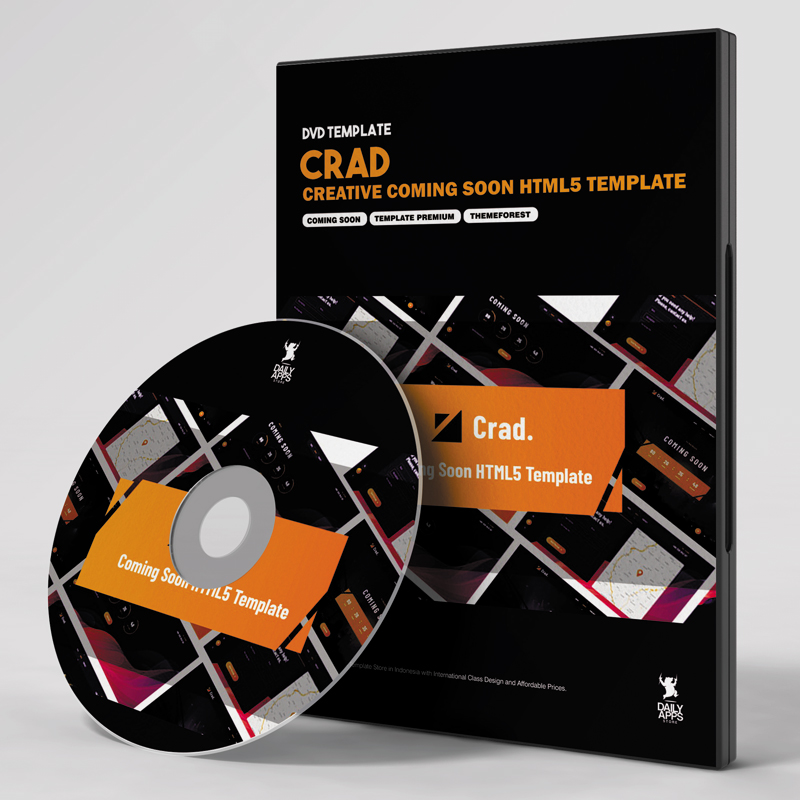 DVD TEMPLATE
CRAD
CREATIVE COMING SOON HTML5 TEMPLATE
COMING SOON
TEMPLATE PREMIUM
THEMEFOREST
COMING SOON
Crad.
Soon HTML5 Template
COMING SOON
Store in Indonesia with International Class Design and Affordable Prices.
DAILY
APPS
STORE
DAILY
APPS
STORE
COMING SOON
Coming Soon HTML5 Template
COMING